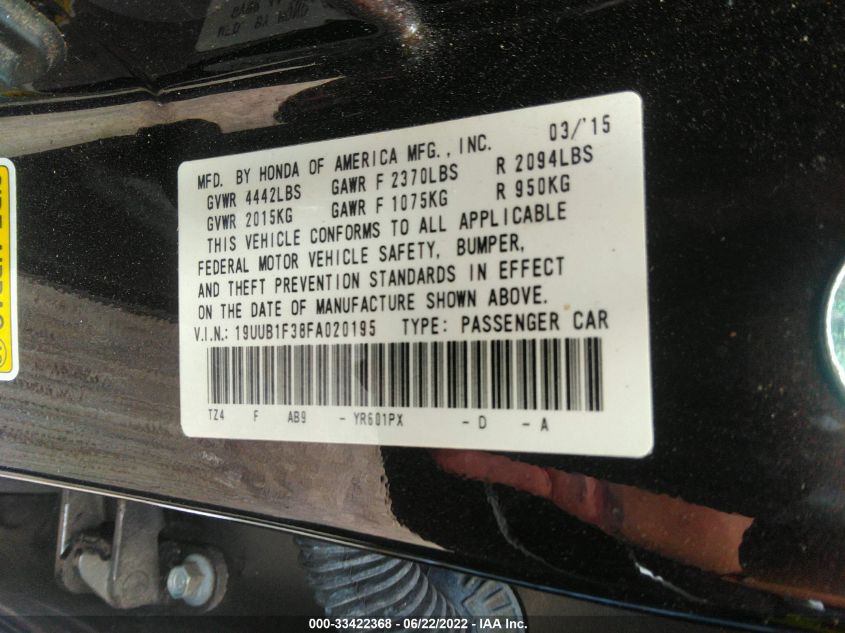 MFD. BY HONDA OF AMERICA MFG., INC. 03/'15
GVWR 4442LBS GAWR F 2370LBS R 2094LBS
GVWR 2015KG GAWR F 1075KG R 950KG
THIS VEHICLE CONFORMS TO ALL APPLICABLE
FEDERAL MOTOR VEHICLE SAFETY, BUMPER,
AND THEFT PREVENTION STANDARDS IN EFFECT
ON THE DATE OF MANUFACTURE SHOWN ABOVE.
V.I.N.: 19UUB1F38FA020195 TYPE: PASSENGER CAR
TZ4 F AB9 - YR601PX - D - A
000-33422368 - 06/22/2022 - IAA Inc.